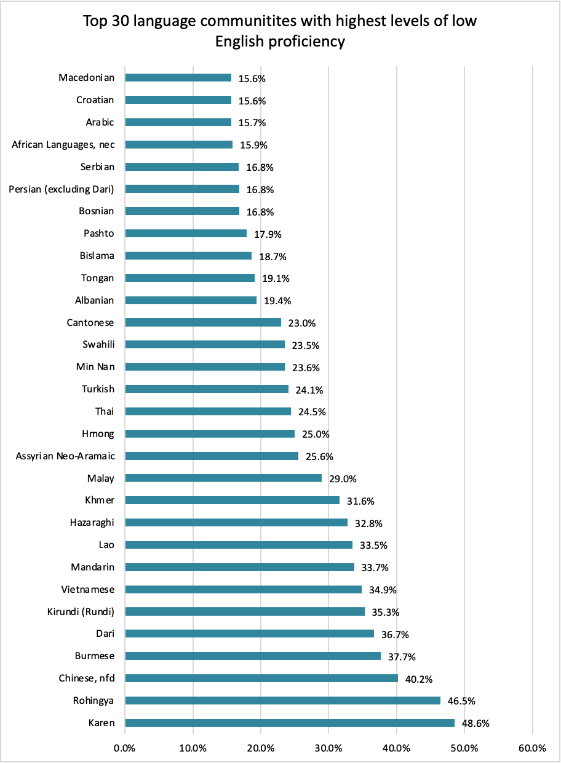 Top 30 language communitites with highest levels of low
English proficiency
Macedonian 15.6%
Croatian 15.6%
Arabic 15.7%
African Languages, nec 15.9%
Serbian 16.8%
Persian (excluding Dari) 16.8%
Bosnian 16.8%
Pashto 17.9%
Bislama 18.7%
Tongan 19.1%
Albanian 19.4%
Cantonese 23.0%
Swahili 23.5%
Min Nan 23.6%
Turkish 24.1%
Thai 24.5%
Hmong 25.0%
Assyrian Neo-Aramaic 25.6%
Malay 29.0%
Khmer 31.6%
Hazaraghi 32.8%
Lao 33.5%
Mandarin 33.7%
Vietnamese 34.9%
Kirundi (Rundi) 35.3%
Dari 36.7%
Burmese 37.7%
Chinese, nfd 40.2%
Rohingya 46.5%
Karen 48.6%
0.0% 10.0% 20.0% 30.0% 40.0% 50.0% 60.0%